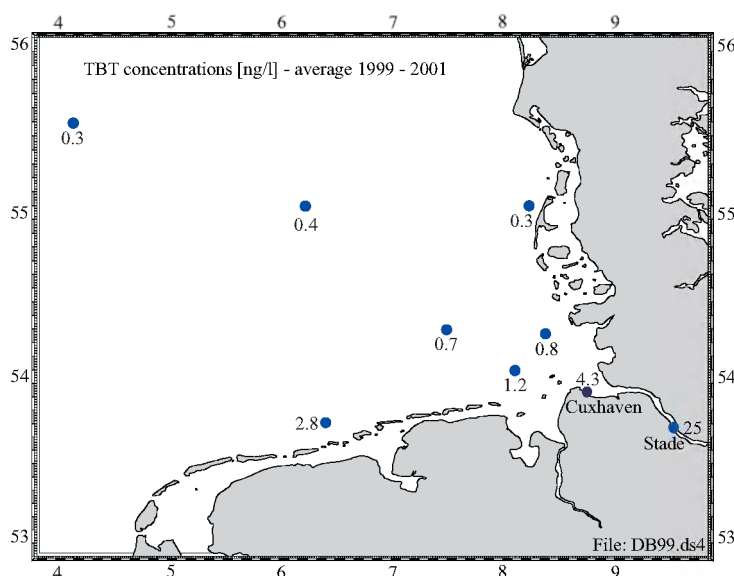 4 5 6 7 8 9
56 56
TBT concentrations [ng/l] - average 1999 - 2001
0.3
55 55
0.4 0.3
0.7 0.8
54 54
1.2 4.3
Cuxhaven
2.8 25
Stade
53 53
File: DB99.ds4
4 5 6 7 8 9